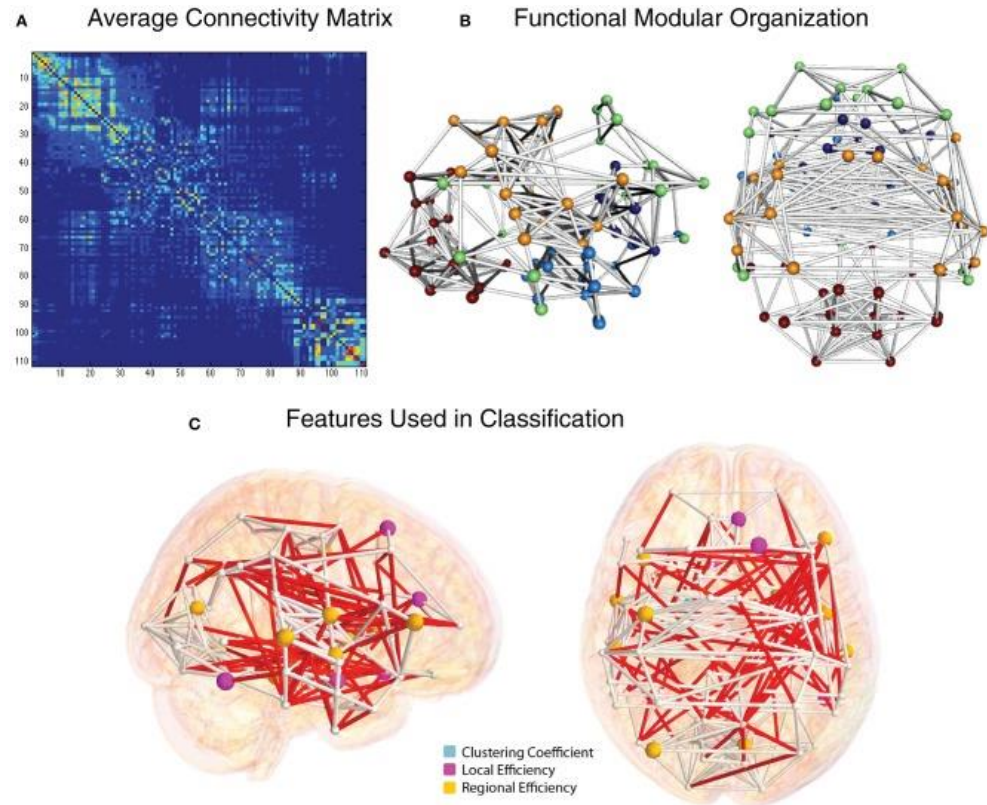 A Average Connectivity Matrix
B Functional Modular Organization
10
20
30
40
50
60
70
80
90
100
110
10 20 30 40 50 60 70 80 90 100 110
C Features Used in Classification
Clustering Coefficient
Local Efficiency
Regional Efficiency